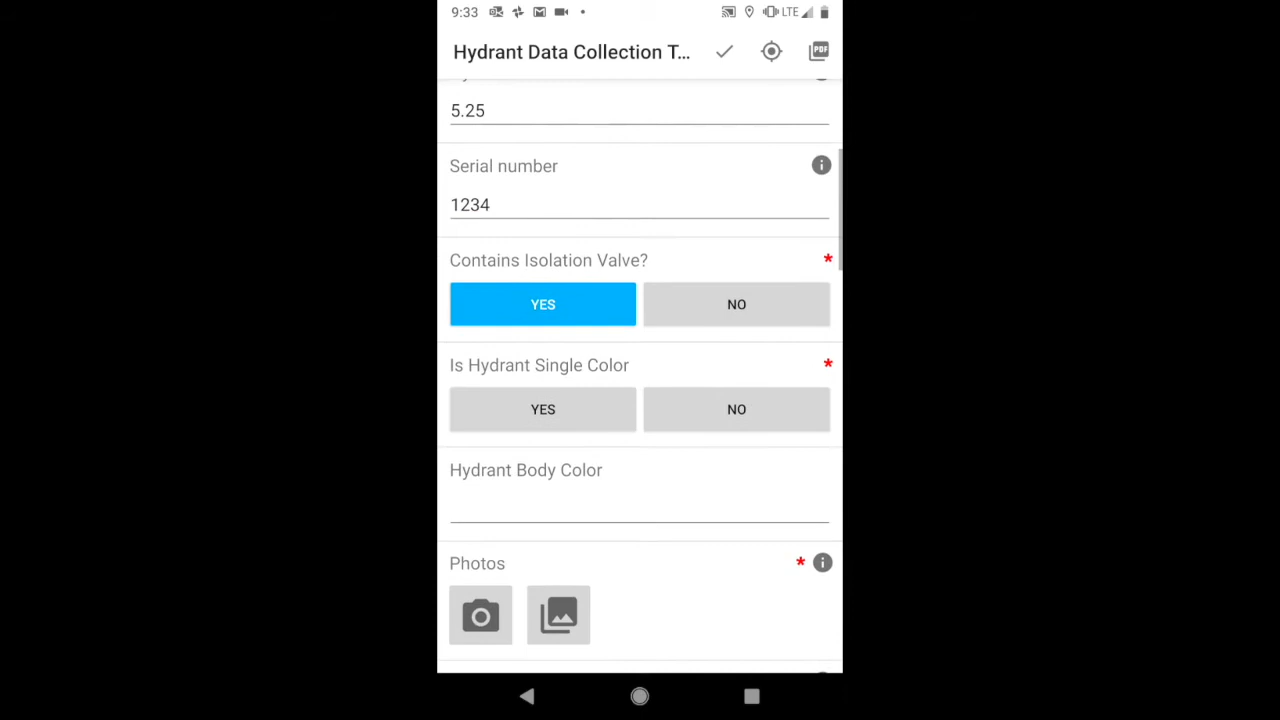 9:33
LTE
Hydrant Data Collection T...
PDF
5.25
Serial number
1234
Contains Isolation Valve? *
YES NO
Is Hydrant Single Color *
YES NO
Hydrant Body Color
Photos *